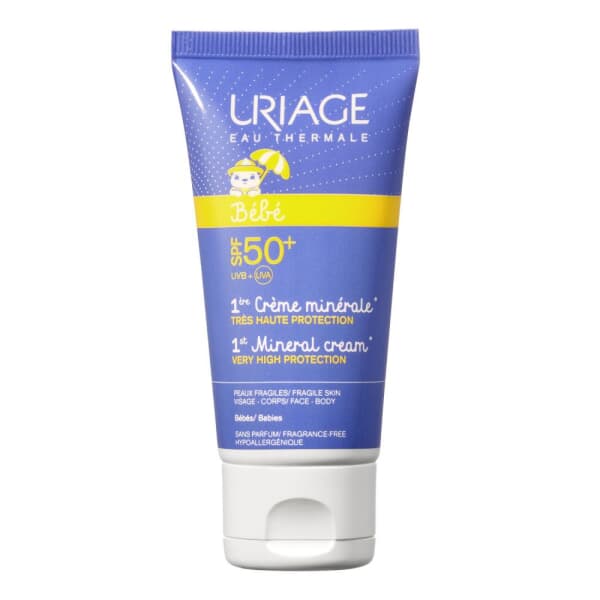 URIAGE
EAU THERMALE
Bébé
SPF 50+
UVB + UVA
1ère Crème minérale*
TRÈS HAUTE PROTECTION
1st Mineral cream*
VERY HIGH PROTECTION
PEAUX FRAGILES/ FRAGILE SKIN
VISAGE - CORPS/ FACE - BODY
Bébés/ Babies
SANS PARFUM/ FRAGRANCE-FREE
HYPOALLERGÉNIQUE